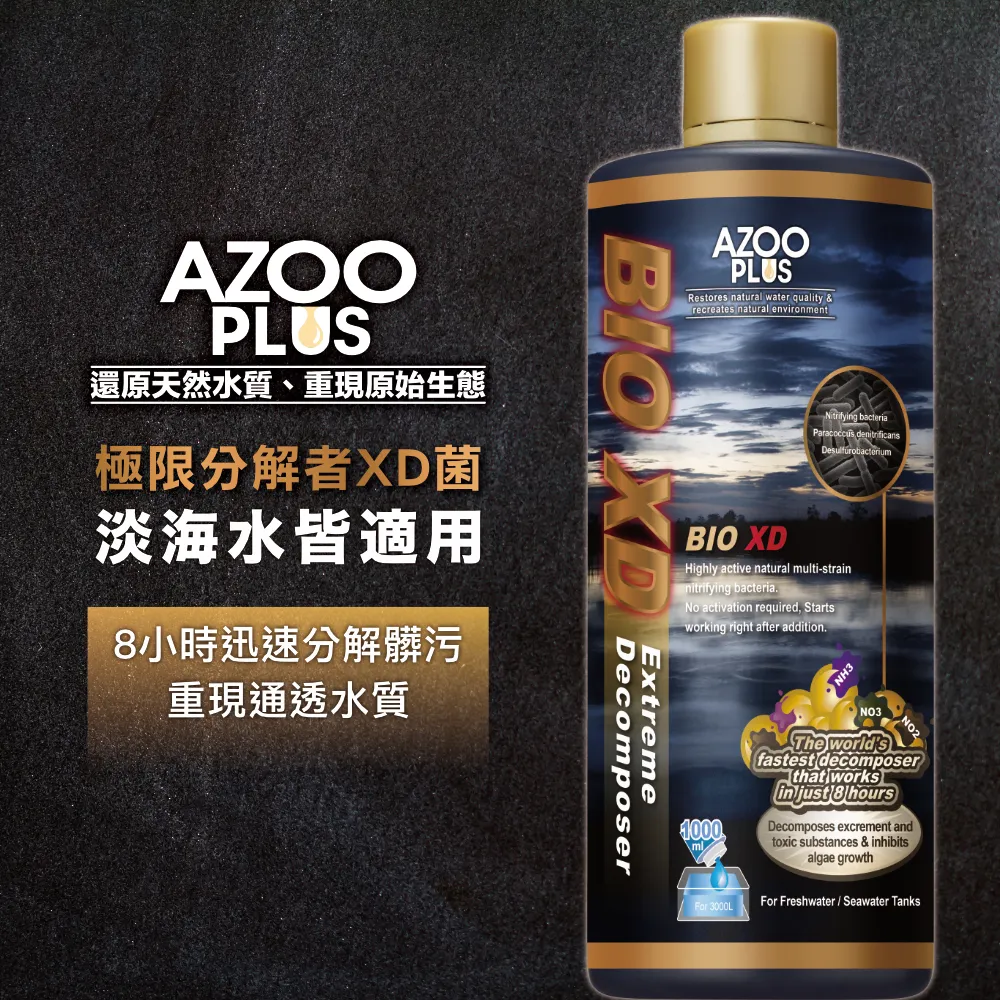 AZOO
PLUS
還原天然水質、重現原始生態
極限分解者XD菌
淡海水皆適用
8小時迅速分解髒污
重現通透水質
AZOO
PLUS
Restores natural water quality &
recreates natural environment
BIO XD
Extreme
Decomposer
Nitrifying bacteria
Paracoccus denitrificans
Desulfurobacterium
BIO XD
Highly active natural multi-strain
nitrifying bacteria.
No activation required, Starts
working right after addition.
NH3
NO3
NO2
The world's
fastest decomposer
that works
in just 8 hours
Decomposes excrement and
toxic substances & inhibits
algae growth
1000
ml
For 3000L
For Freshwater / Seawater Tanks